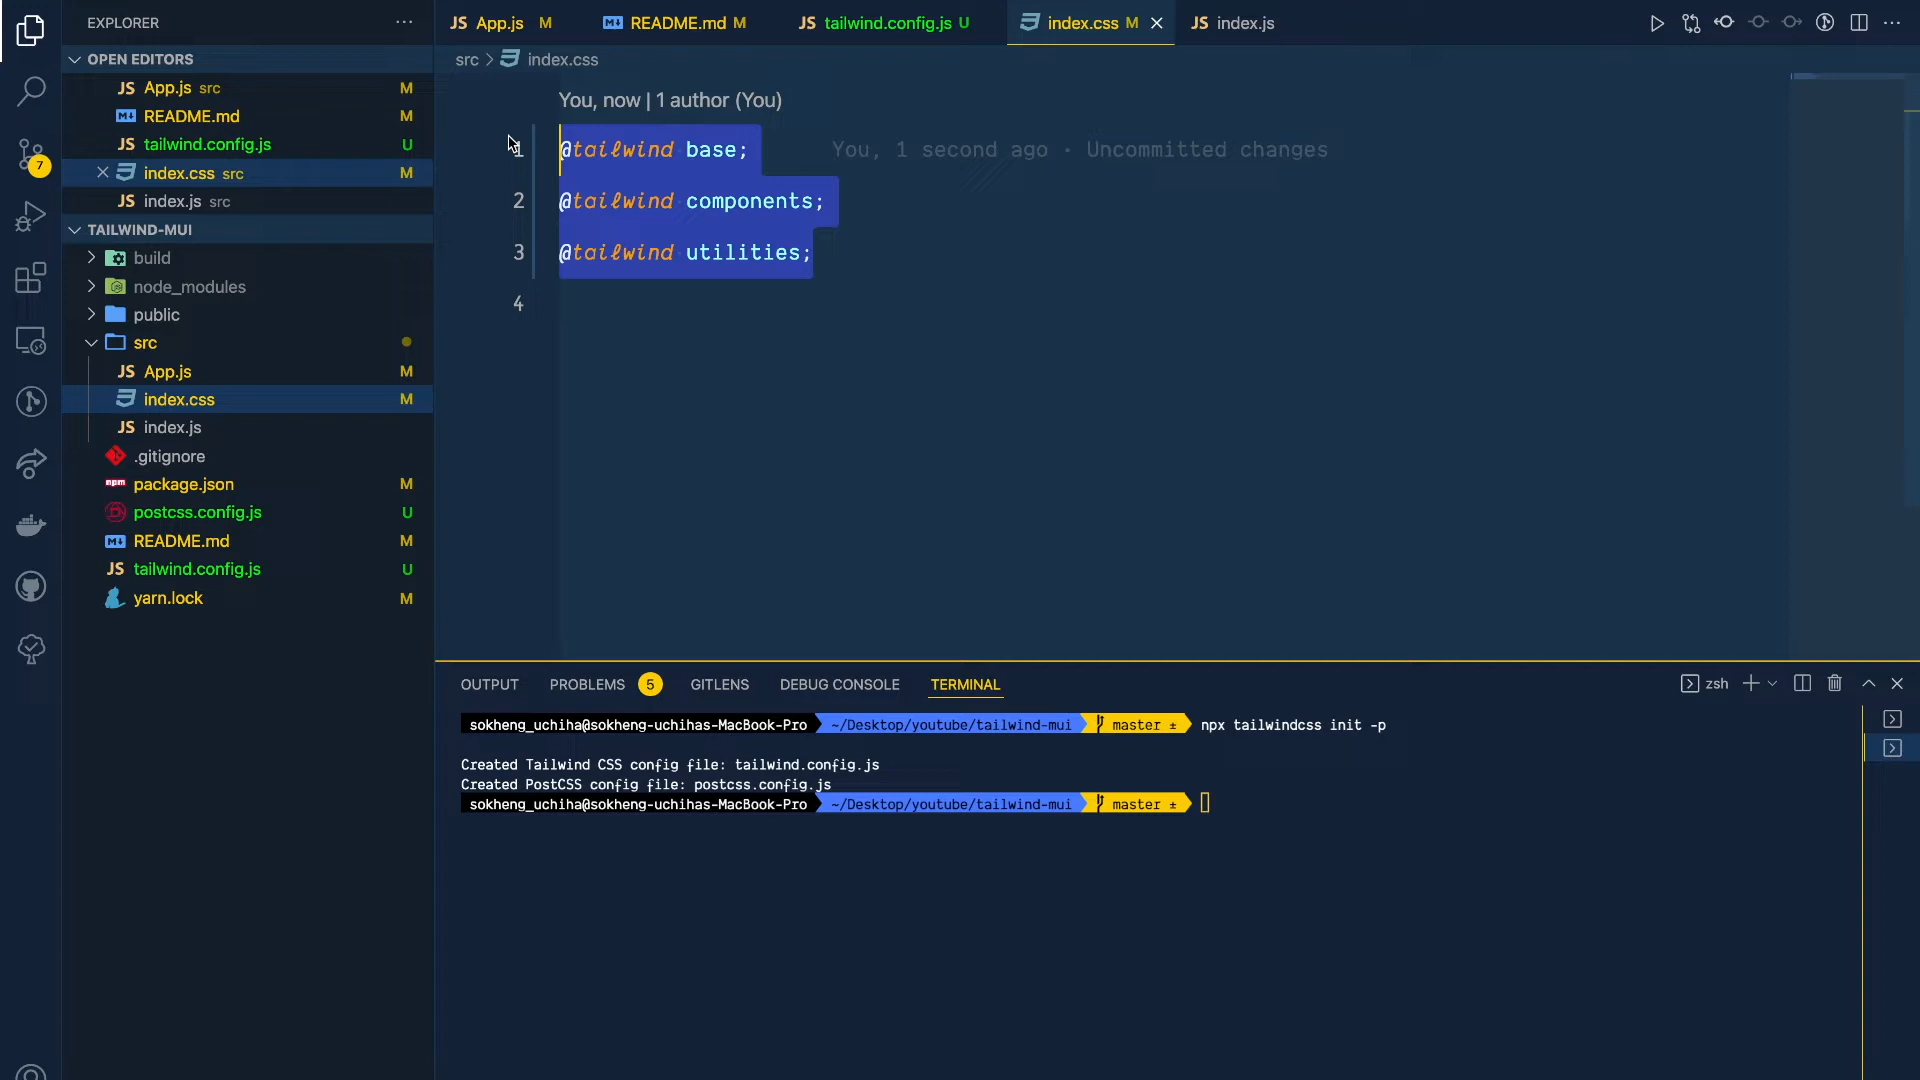 EXPLORER
OPEN EDITORS
JS App.js src M
README.md M
JS tailwind.config.js U
index.css src M
JS index.js src
TAILWIND-MUI
build
node_modules
public
src
JS App.js M
index.css M
JS index.js
.gitignore
package.json M
postcss.config.js U
README.md M
JS tailwind.config.js U
yarn.lock M
7
JS App.js M README.md M JS tailwind.config.js U index.css M JS index.js
src > index.css
You, now | 1 author (You)
1 @tailwind base; You, 1 second ago · Uncommitted changes
2 @tailwind components;
3 @tailwind utilities;
4
OUTPUT PROBLEMS 5 GITLENS DEBUG CONSOLE TERMINAL zsh
sokheng_uchiha@sokheng-uchihas-MacBook-Pro ~/Desktop/youtube/tailwind-mui master ± npx tailwindcss init -p
Created Tailwind CSS config file: tailwind.config.js
Created PostCSS config file: postcss.config.js
sokheng_uchiha@sokheng-uchihas-MacBook-Pro ~/Desktop/youtube/tailwind-mui master ±